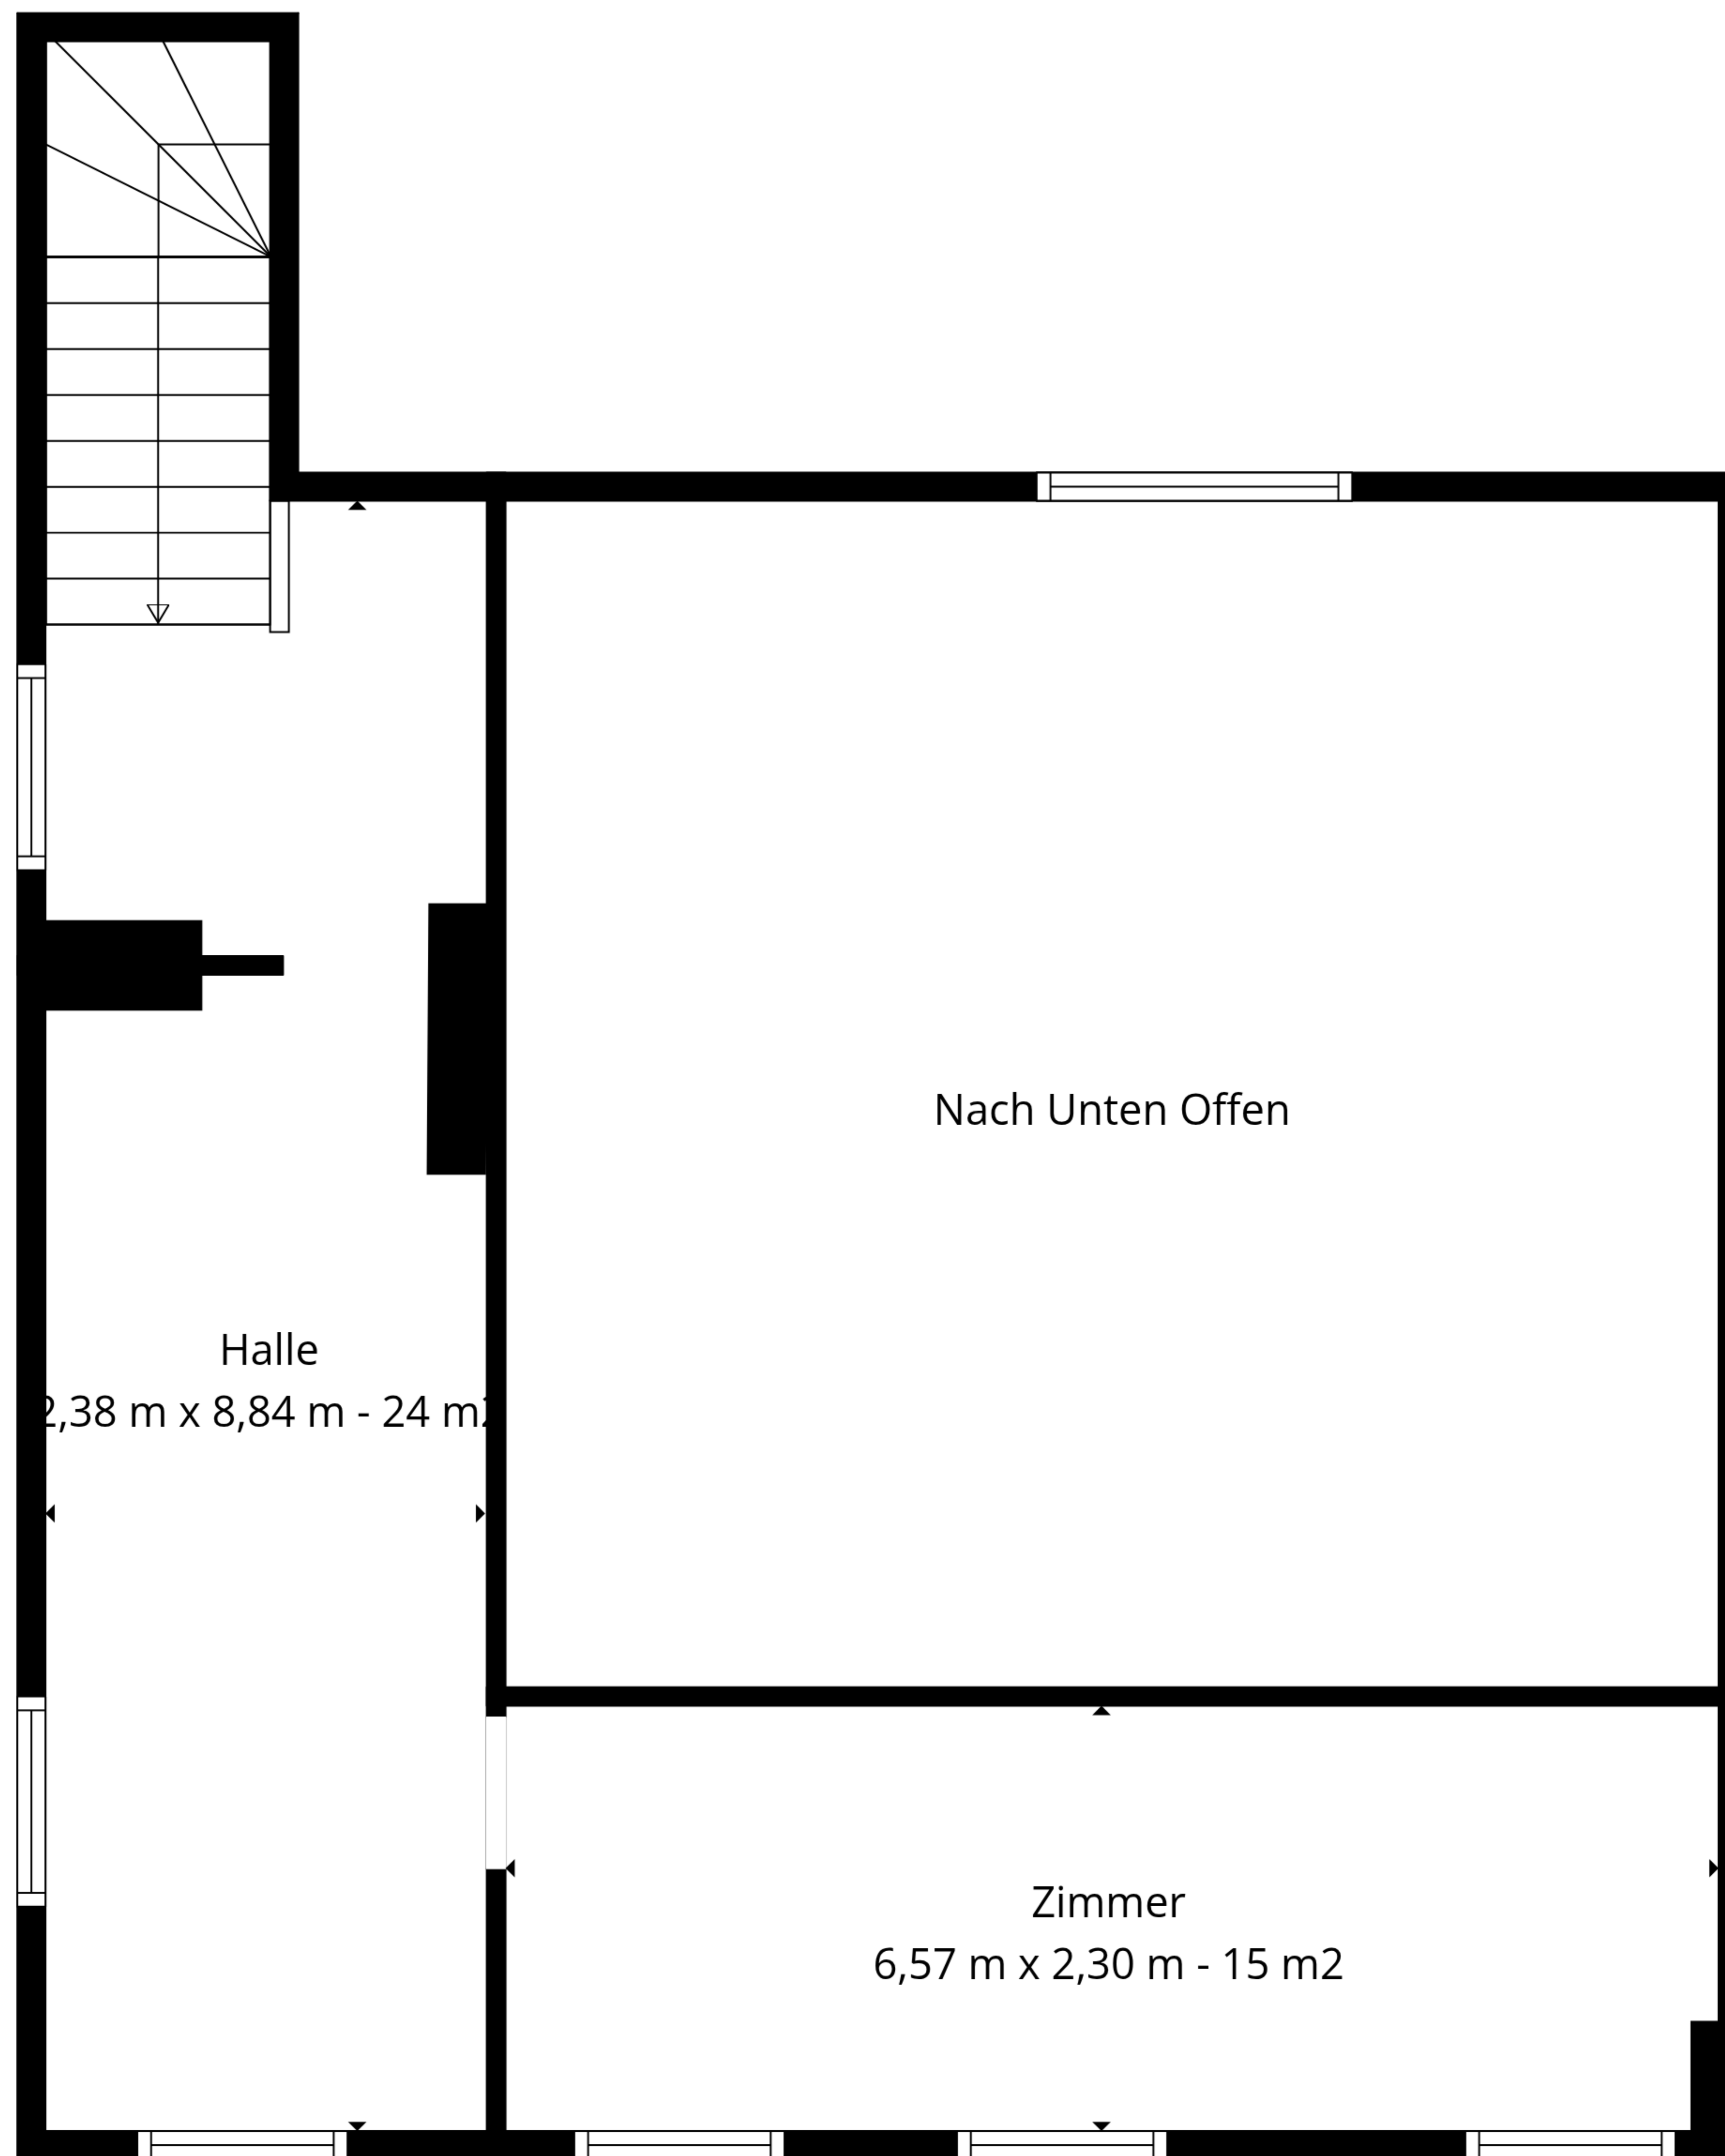 Nach Unten Offen
Halle
2,38 m x 8,84 m - 24 m2
Zimmer
6,57 m x 2,30 m - 15 m2